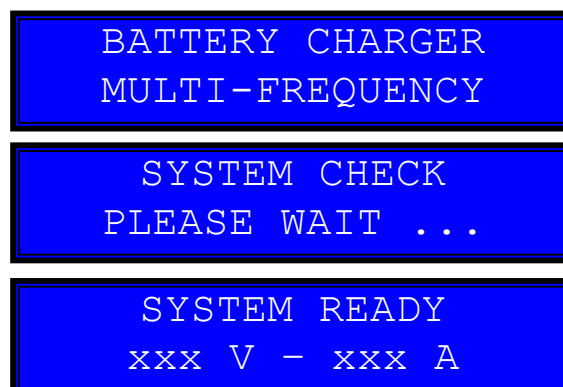 BATTERY CHARGER
MULTI-FREQUENCY
SYSTEM CHECK
PLEASE WAIT ...
SYSTEM READY
xxx V - xxx A